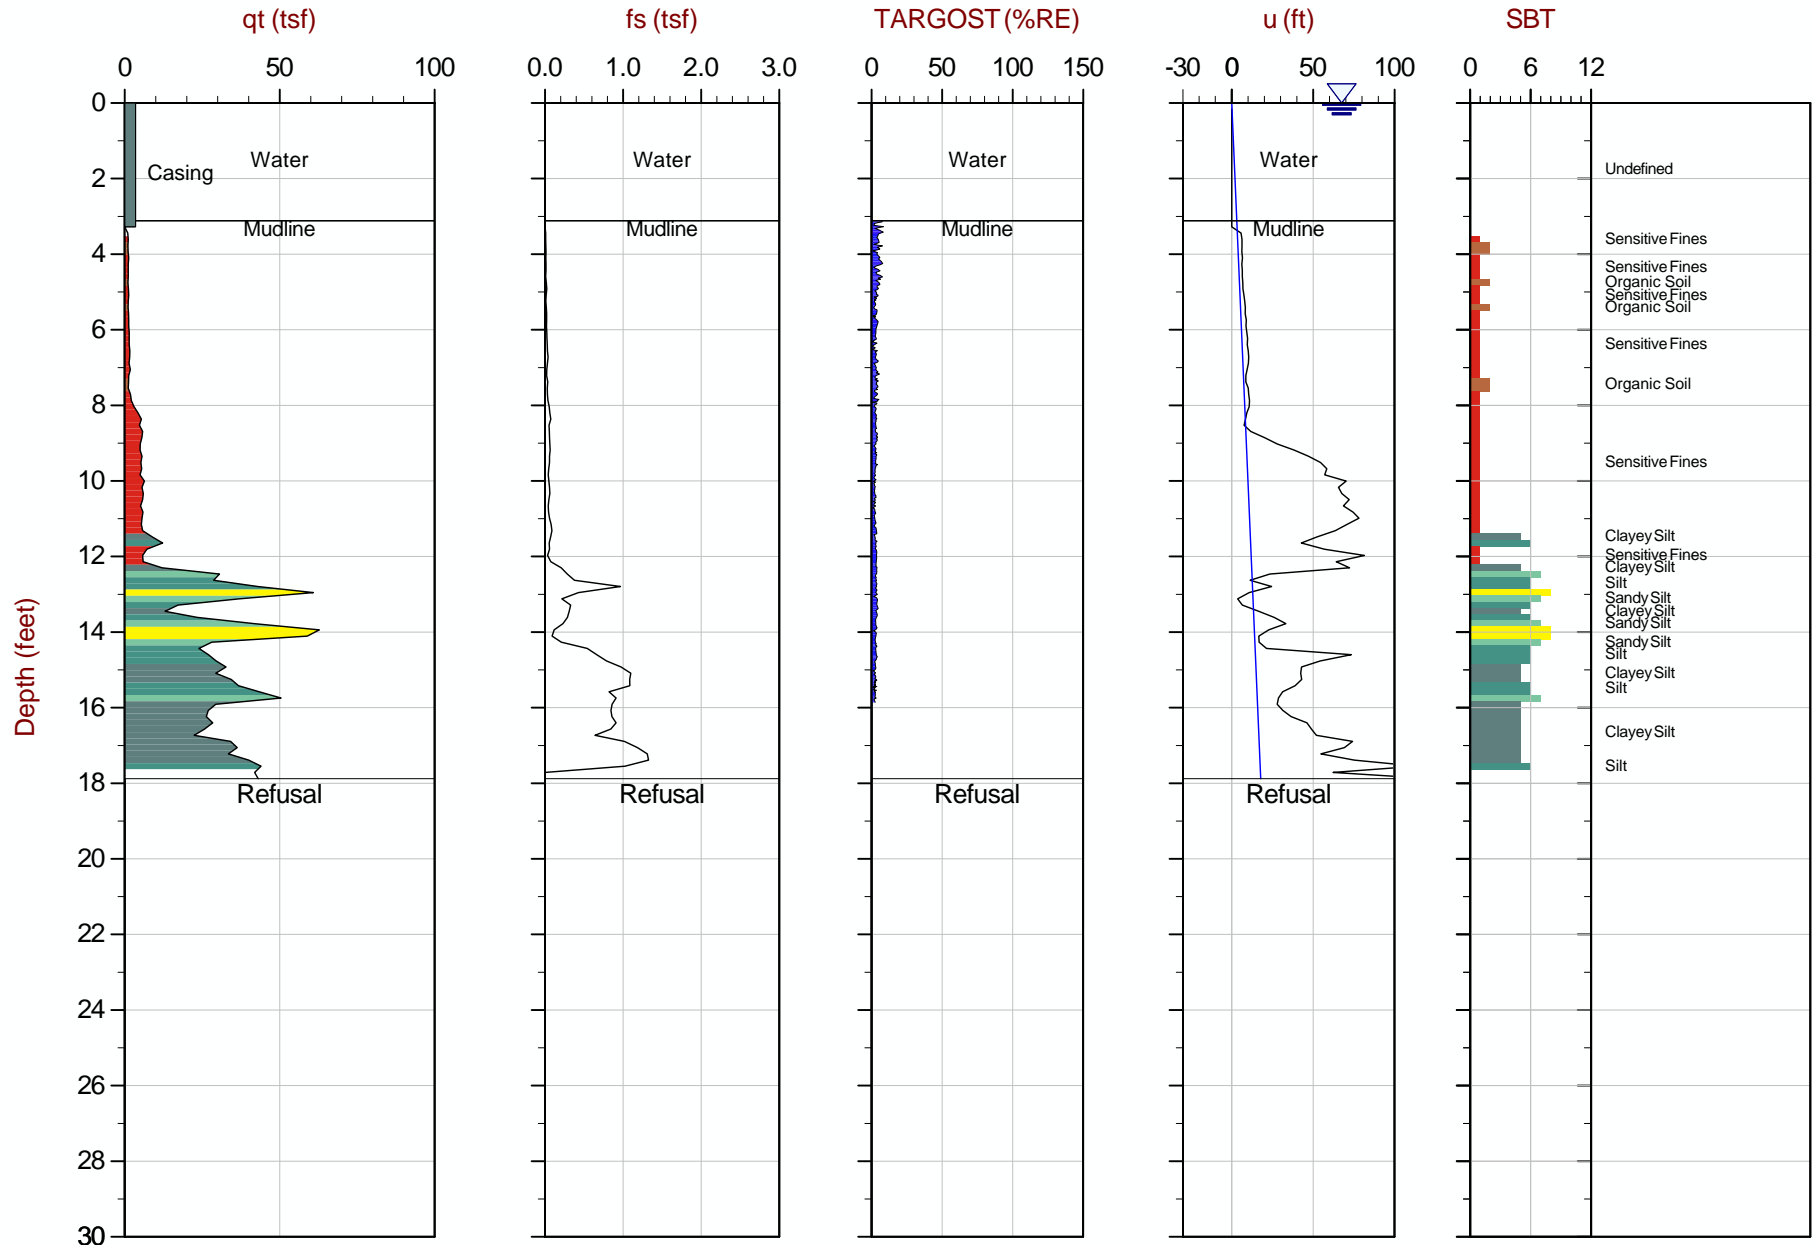 qt (tsf) fs (tsf) TARGOST (%RE) u (ft) SBT
0 50 100 0.0 1.0 2.0 3.0 0 50 100 150 -30 0 50 100 0 6 12
0
Water Water Water Water
Casing
Undefined
2
Mudline Mudline Mudline Mudline
Sensitive Fines
4
Sensitive Fines
Organic Soil
Sensitive Fines
Organic Soil
6
Sensitive Fines
Organic Soil
8
Sensitive Fines
10
Clayey Silt
12
Sensitive Fines
Clayey Silt
Silt
Sandy Silt
Clayey Silt
Sandy Silt
14
Sandy Silt
Silt
Clayey Silt
Silt
16
Clayey Silt
Silt
18
Refusal Refusal Refusal Refusal
20
22
24
26
28
30
Depth (feet)